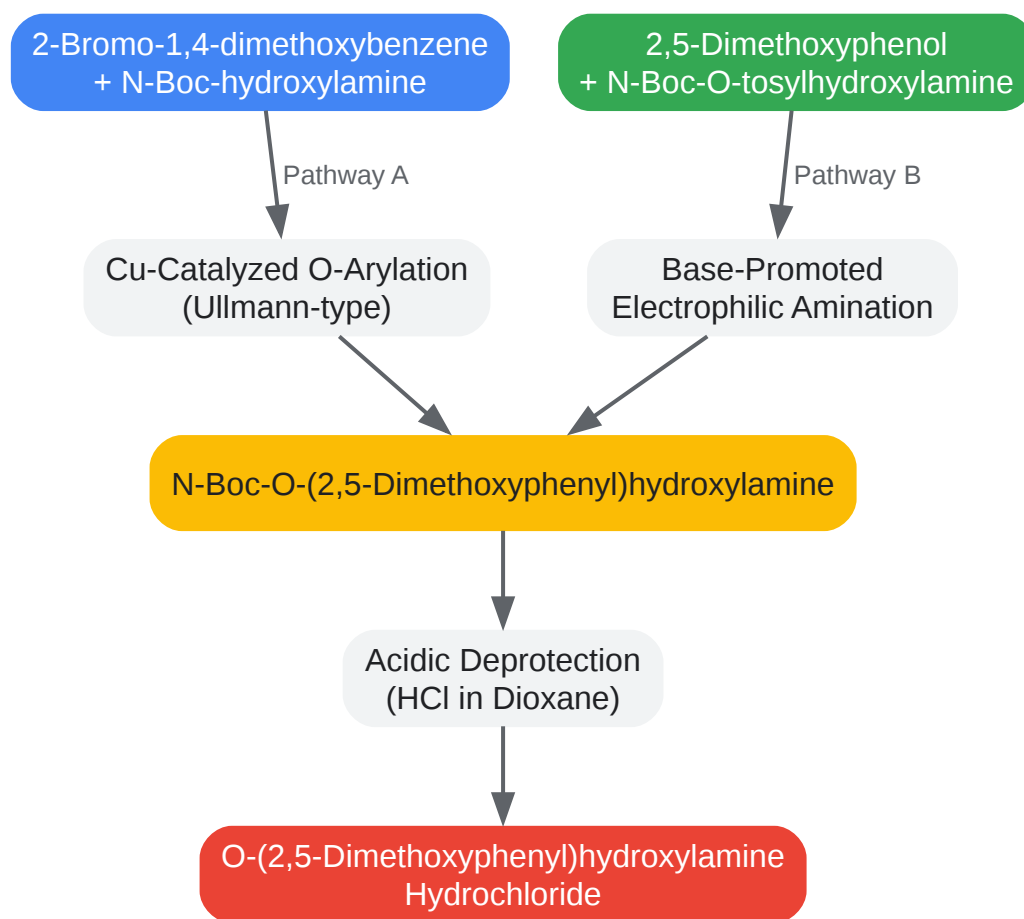 2-Bromo-1,4-dimethoxybenzene
+ N-Boc-hydroxylamine
2,5-Dimethoxyphenol
+ N-Boc-O-tosylhydroxylamine
Pathway A
Pathway B
Cu-Catalyzed O-Arylation
(Ullmann-type)
Base-Promoted
Electrophilic Amination
N-Boc-O-(2,5-Dimethoxyphenyl)hydroxylamine
Acidic Deprotection
(HCl in Dioxane)
O-(2,5-Dimethoxyphenyl)hydroxylamine
Hydrochloride